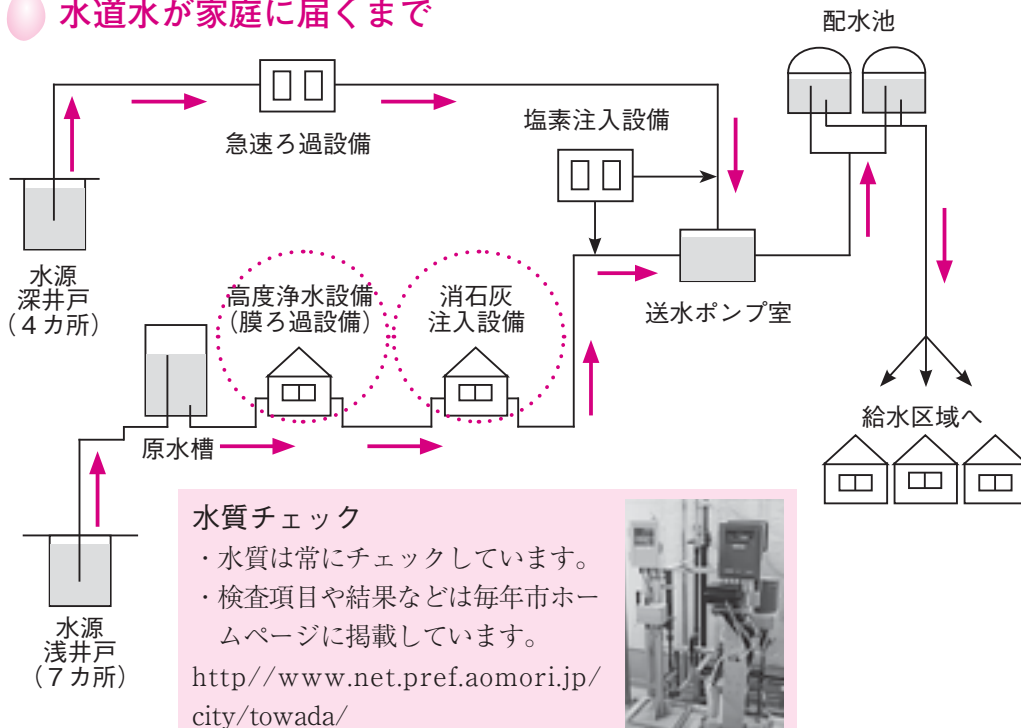 水道水が家庭に届くまで
配水池
塩素注入設備
急速ろ過設備
水源
深井戸
（４カ所）
高度浄水設備
（膜ろ過設備）
消石灰
注入設備
送水ポンプ室
給水区域へ
原水槽
水源
浅井戸
（７カ所）
水質チェック
・水質は常にチェックしています。
・検査項目や結果などは毎年市ホー
ムページに掲載しています。
http//www.net.pref.aomori.jp/
city/towada/